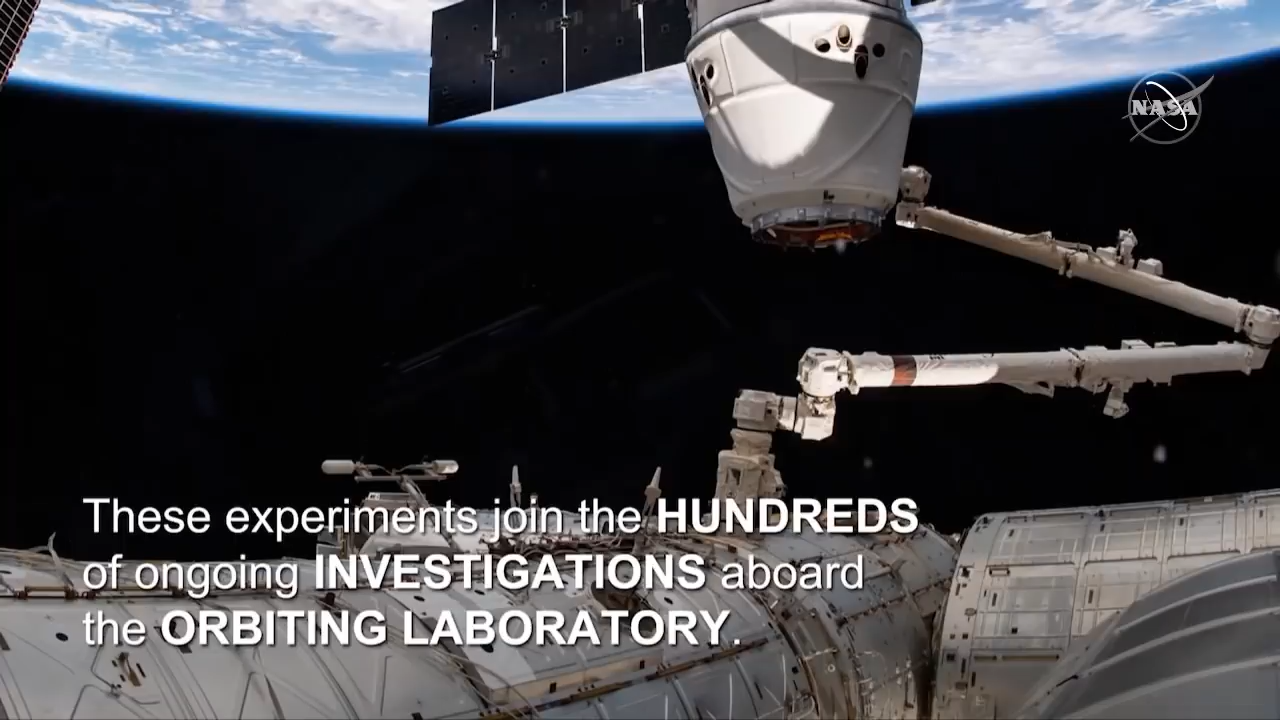 NASA
These experiments join the HUNDREDS
of ongoing INVESTIGATIONS aboard
the ORBITING LABORATORY.